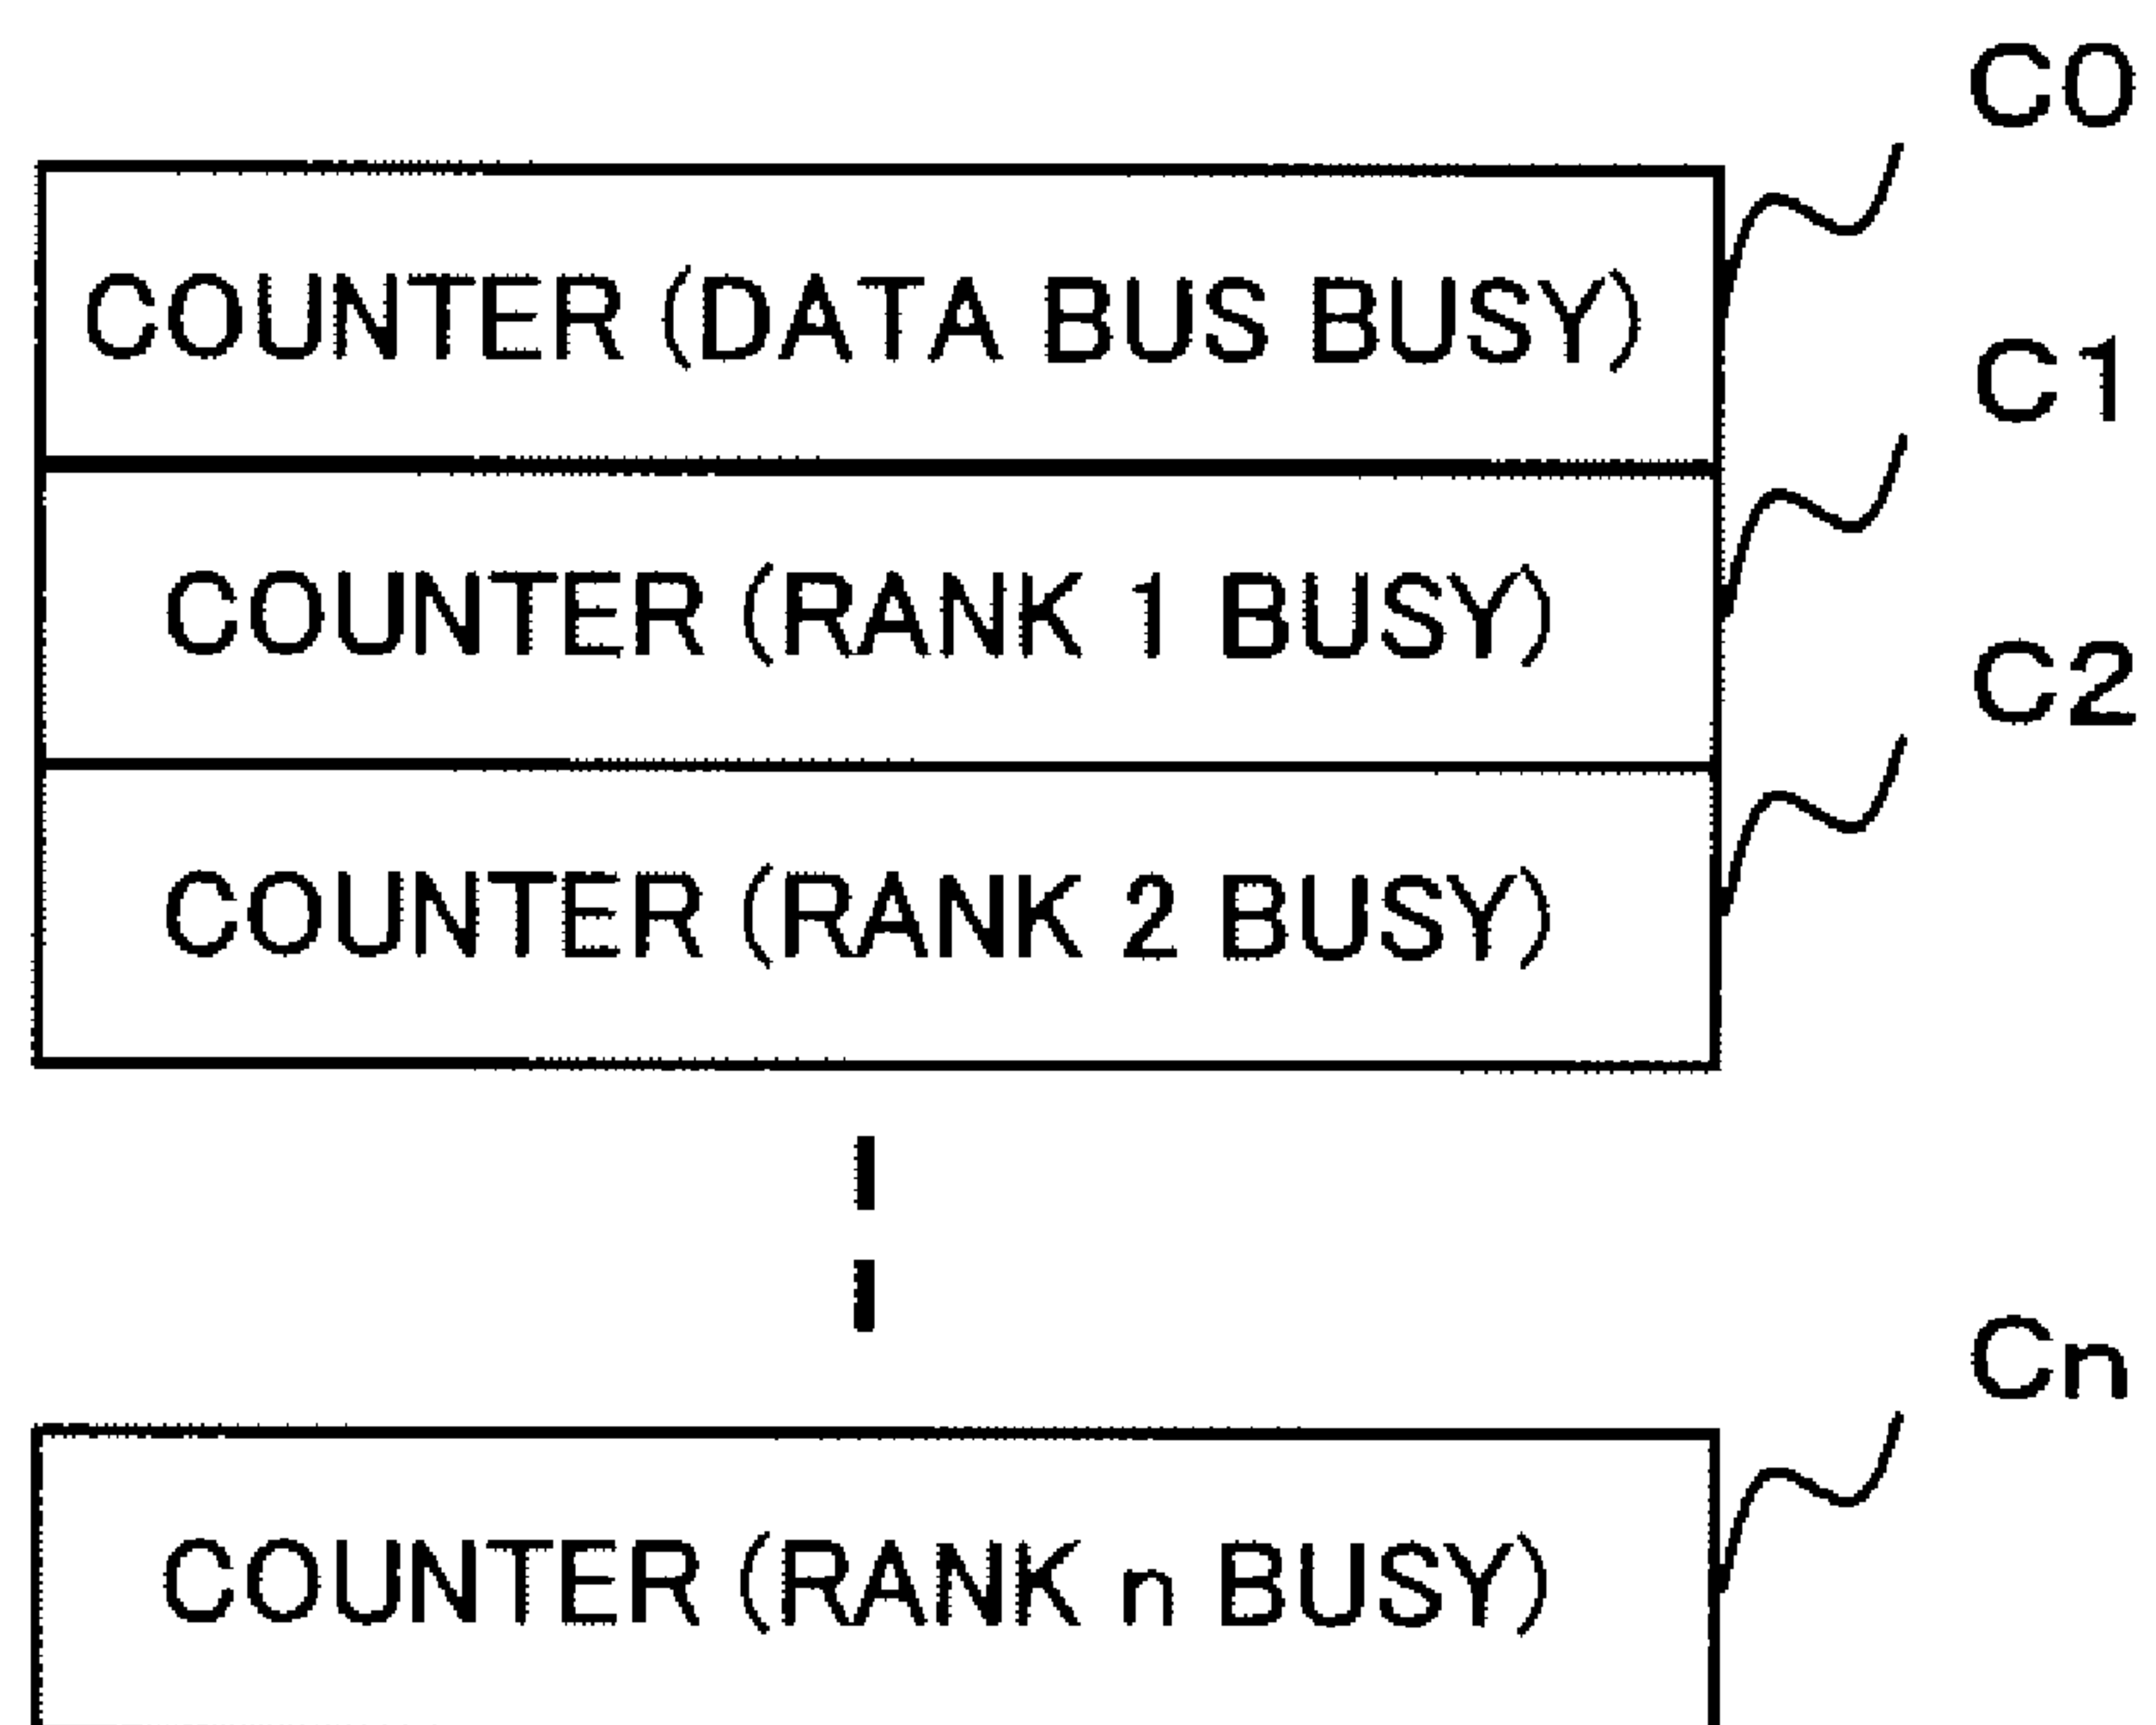 C0
COUNTER (DATA BUS BUSY)
C1
COUNTER (RANK 1 BUSY)
C2
COUNTER (RANK 2 BUSY)
Cn
COUNTER (RANK n BUSY)